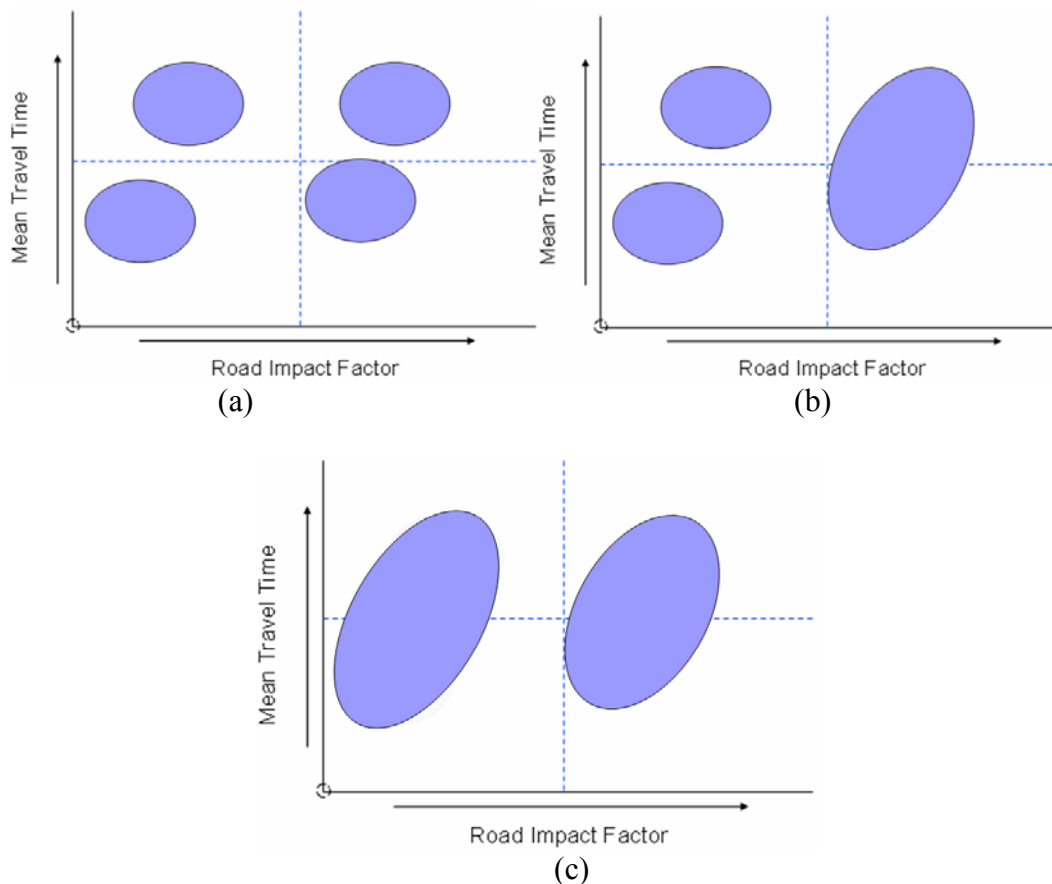 Mean Travel Time
Road Impact Factor
(a)
Mean Travel Time
Road Impact Factor
(b)
Mean Travel Time
Road Impact Factor
(c)